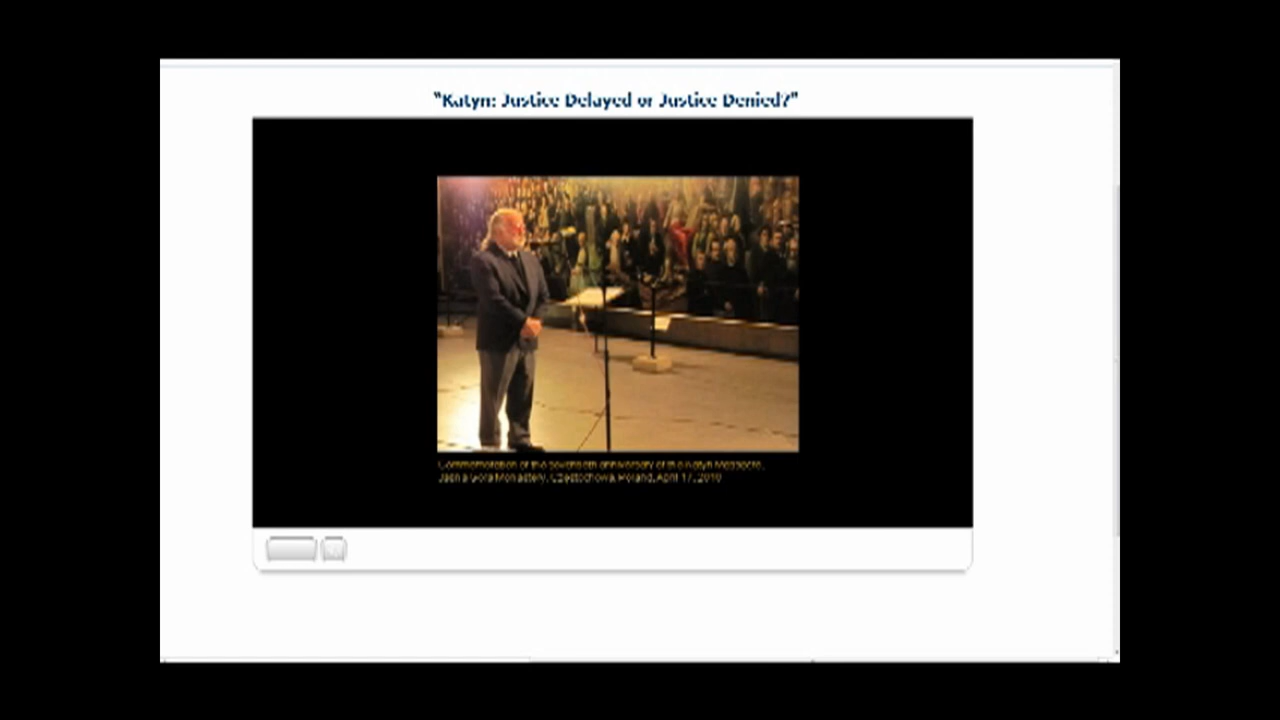 "Katyn: Justice Delayed or Justice Denied?"
Commemoration of the seventieth anniversary of the Katyn Massacre,
Jasna Gora Monastery, Czestochowa, Poland, April 17, 2010